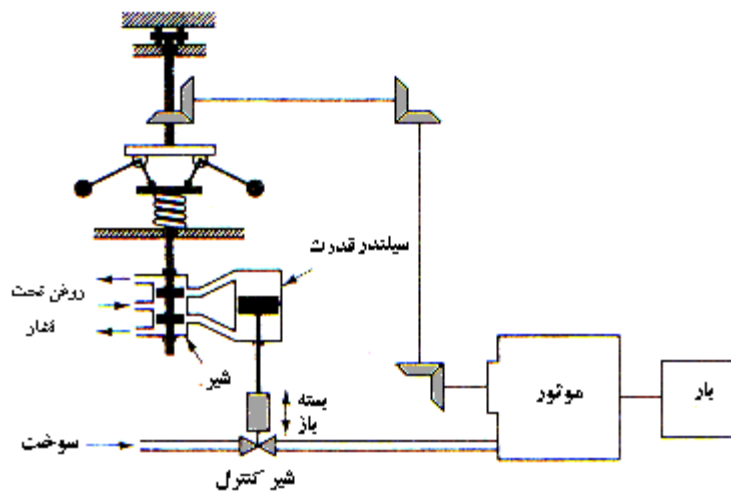 سیلندر قدرت
روغن تحت
فشار
شیر
بسته
باز
موتور
بار
سوخت
شیر کنترل